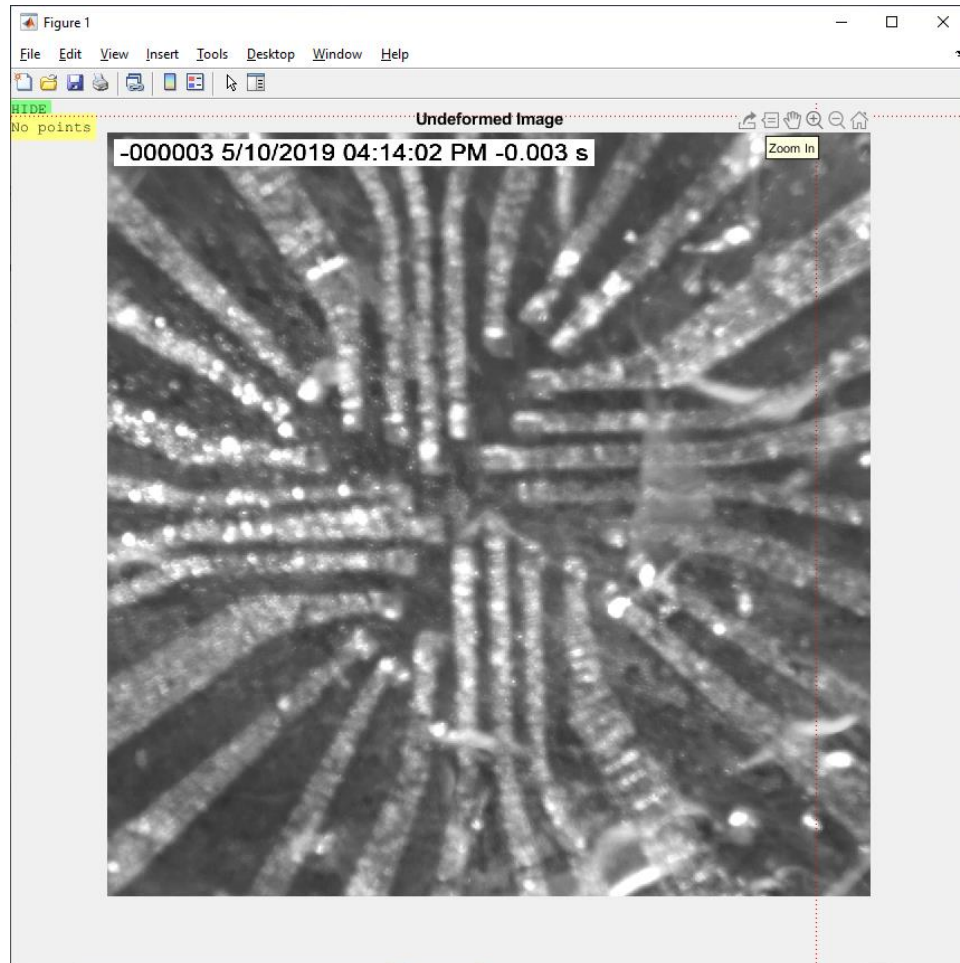 Figure 1
File Edit View Insert Tools Desktop Window Help
HIDE
No points
Undeformed Image
Zoom In
-000003 5/10/2019 04:14:02 PM -0.003 s